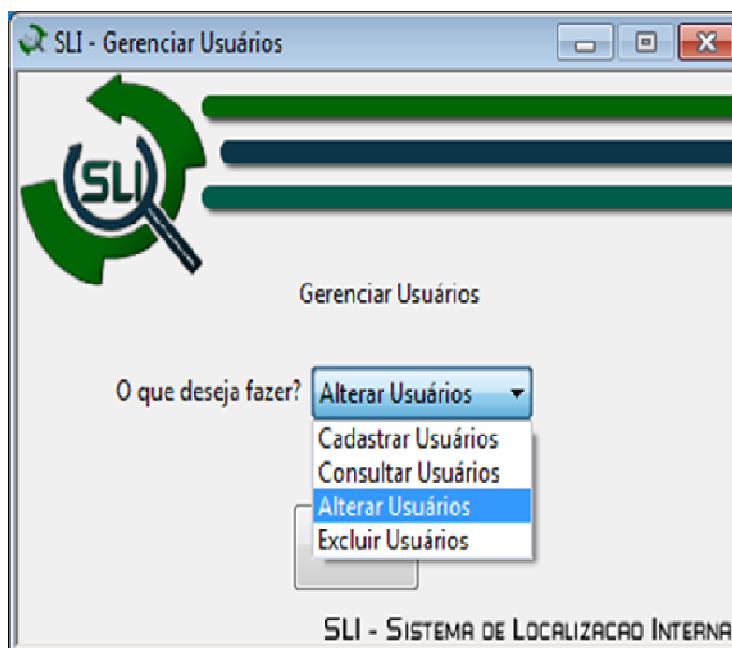 SLI - Gerenciar Usuários
SLI
Gerenciar Usuários
O que deseja fazer? Alterar Usuários
Cadastrar Usuários
Consultar Usuários
Alterar Usuários
Excluir Usuários
SLI - SISTEMA DE LOCALIZACAO INTERNA